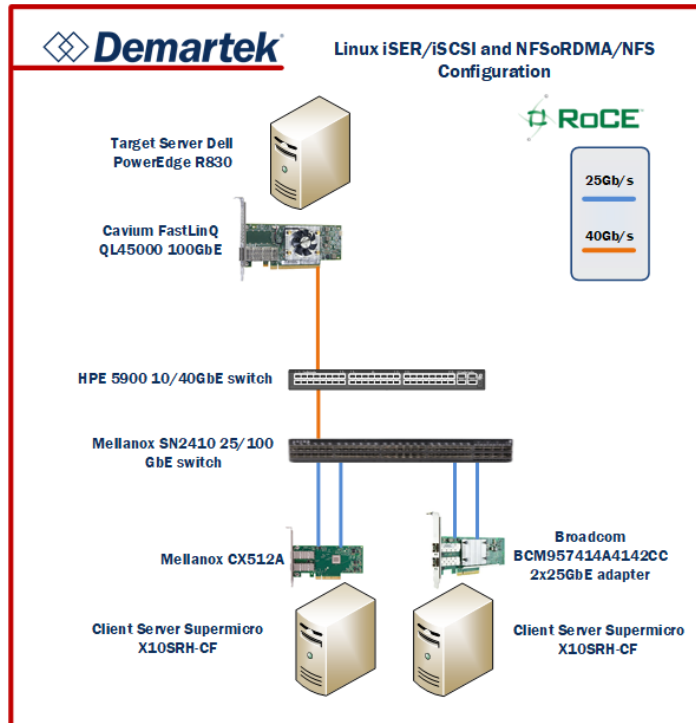 Demartek
Linux iSER/iSCSI and NFSoRDMA/NFS
Configuration
RoCE
Target Server Dell
PowerEdge R830
25Gb/s
40Gb/s
Cavium FastLinQ
QL45000 100GbE
HPE 5900 10/40GbE switch
Mellanox SN2410 25/100
GbE switch
Mellanox CX512A
Broadcom
BCM957414A4142CC
2x25GbE adapter
Client Server Supermicro
X10SRH-CF
Client Server Supermicro
X10SRH-CF